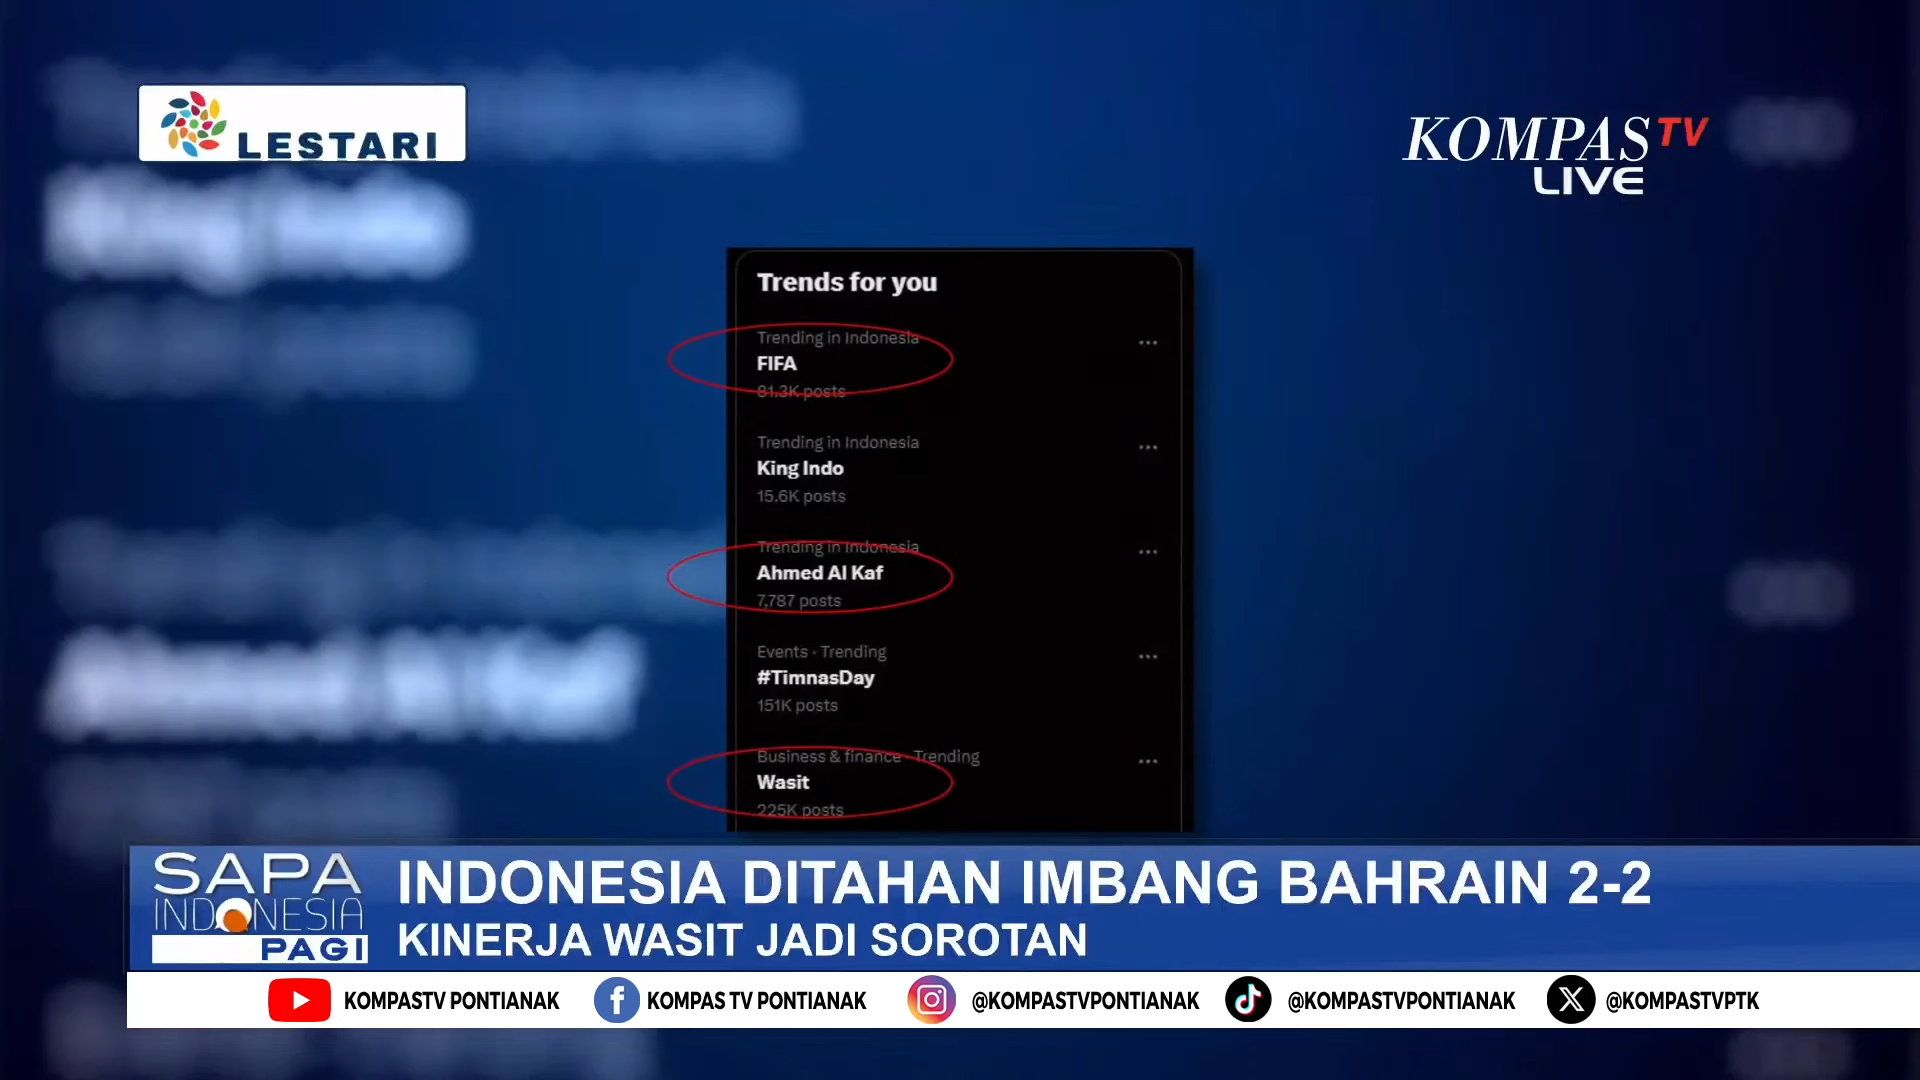 LESTARI
KOMPAS TV
LIVE
Trends for you
Trending in Indonesia
FIFA
81.3K posts
Trending in Indonesia
King Indo
15.6K posts
Trending in Indonesia
Ahmed Al Kaf
7,787 posts
Events · Trending
#TimnasDay
151K posts
Business & finance · Trending
Wasit
225K posts
SAPA
INDONESIA
PAGI
INDONESIA DITAHAN IMBANG BAHRAIN 2-2
KINERJA WASIT JADI SOROTAN
KOMPASTV PONTIANAK
KOMPAS TV PONTIANAK
@KOMPASTVPONTIANAK
@KOMPASTVPONTIANAK
@KOMPASTVPTK